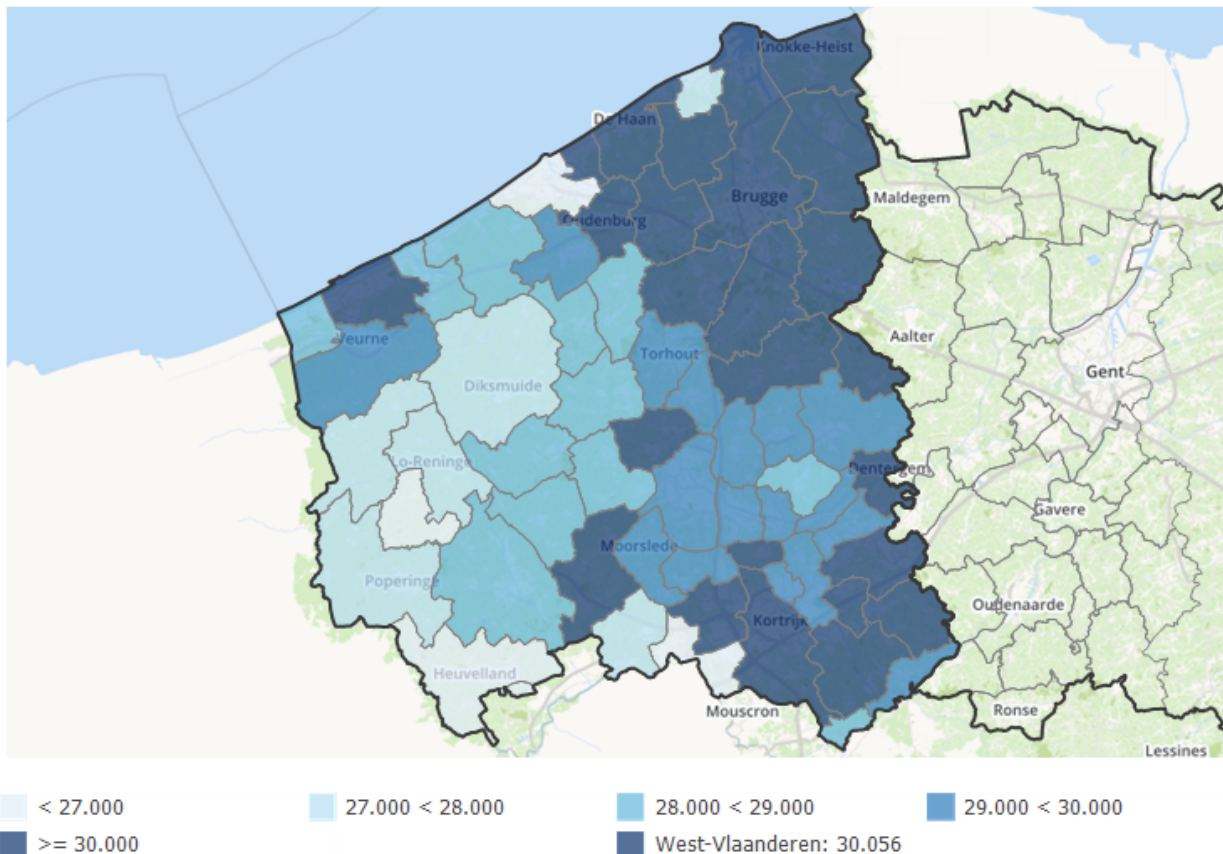 Knokke-Heist
De Haan
Brugge
Maldegem
Oudenburg
Veurne
Torhout
Aalter
Gent
Diksmuide
Lo-Reninge
Dentergem
Gavere
Moorslede
Poperinge
Oudenaarde
Kortrijk
Heuvelland
Mouscron
Ronse
Lessines
< 27.000
27.000 < 28.000
28.000 < 29.000
29.000 < 30.000
>= 30.000
West-Vlaanderen: 30.056